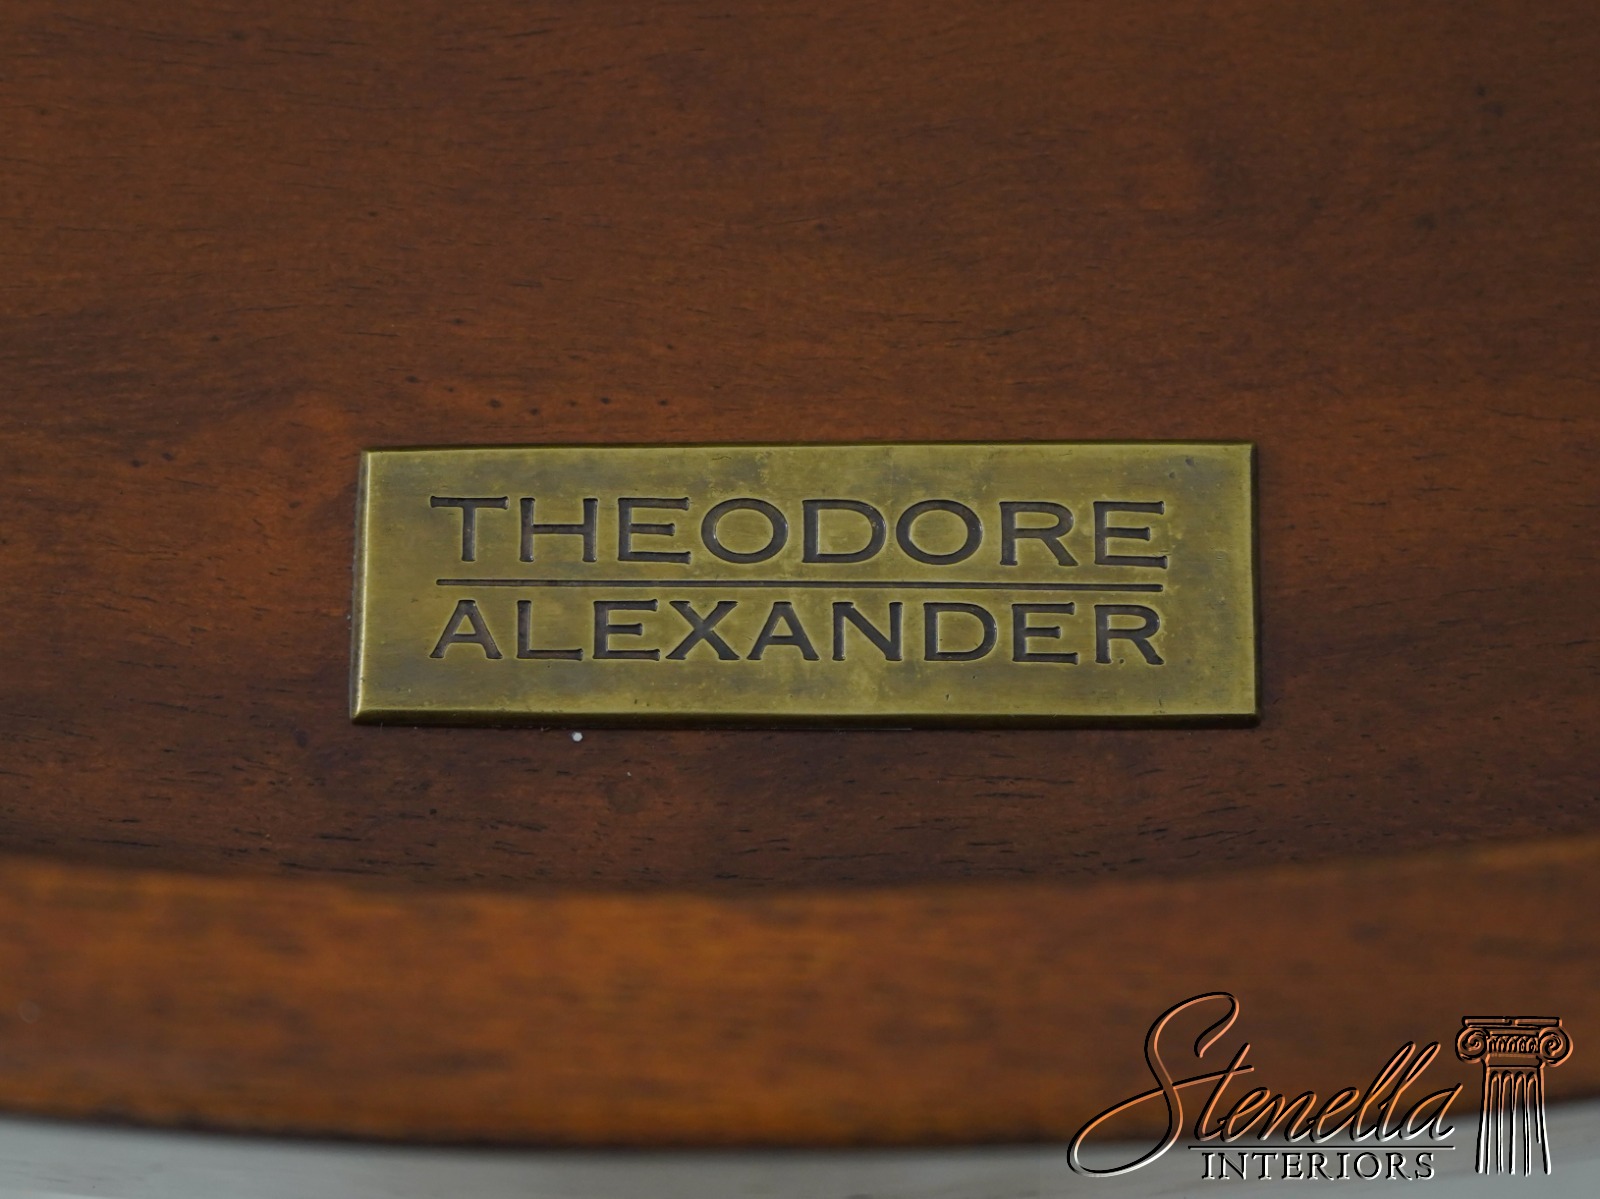 THEODORE
ALEXANDER
Stenella
INTERIORS